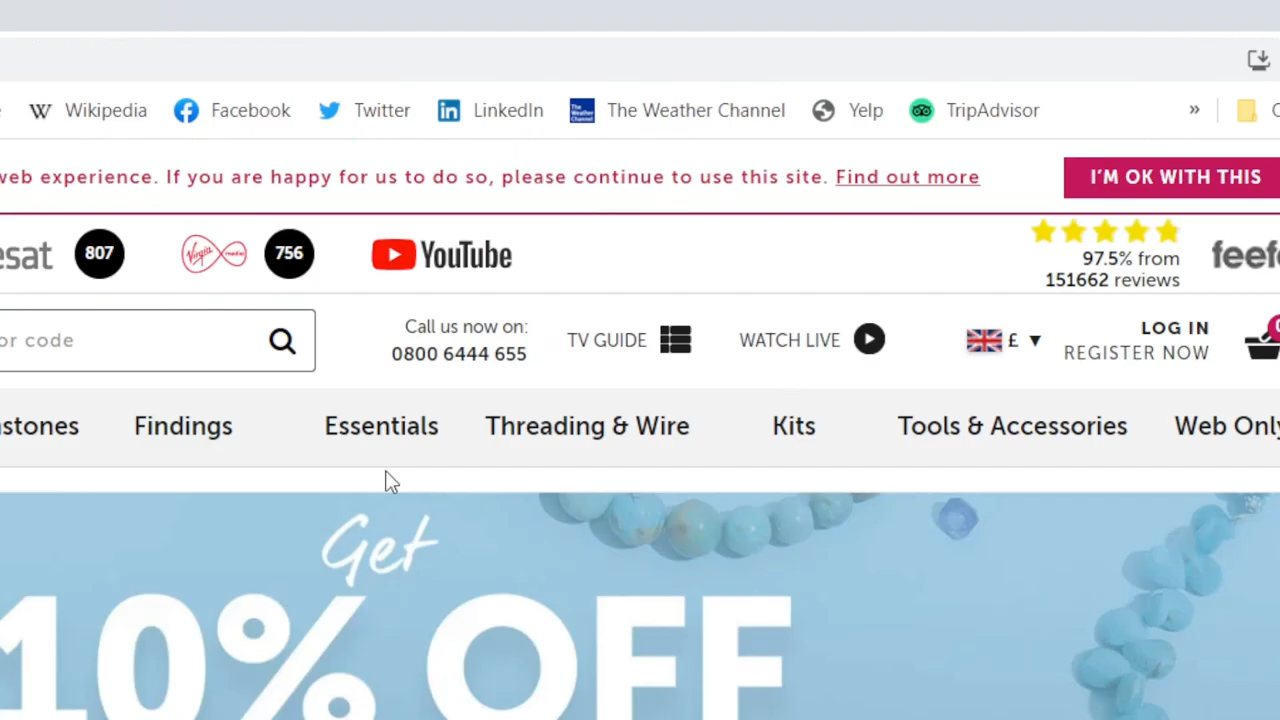 Wikipedia Facebook Twitter LinkedIn The Weather Channel Yelp TripAdvisor »
web experience. If you are happy for us to do so, please continue to use this site. Find out more I'M OK WITH THIS
esat 807 Virgin media 756 YouTube
97.5% from
151662 reviews
feefo
or code
Call us now on:
0800 6444 655
TV GUIDE WATCH LIVE £ ▼
LOG IN
REGISTER NOW
stones Findings Essentials Threading & Wire Kits Tools & Accessories Web Only
Get
10% OFF